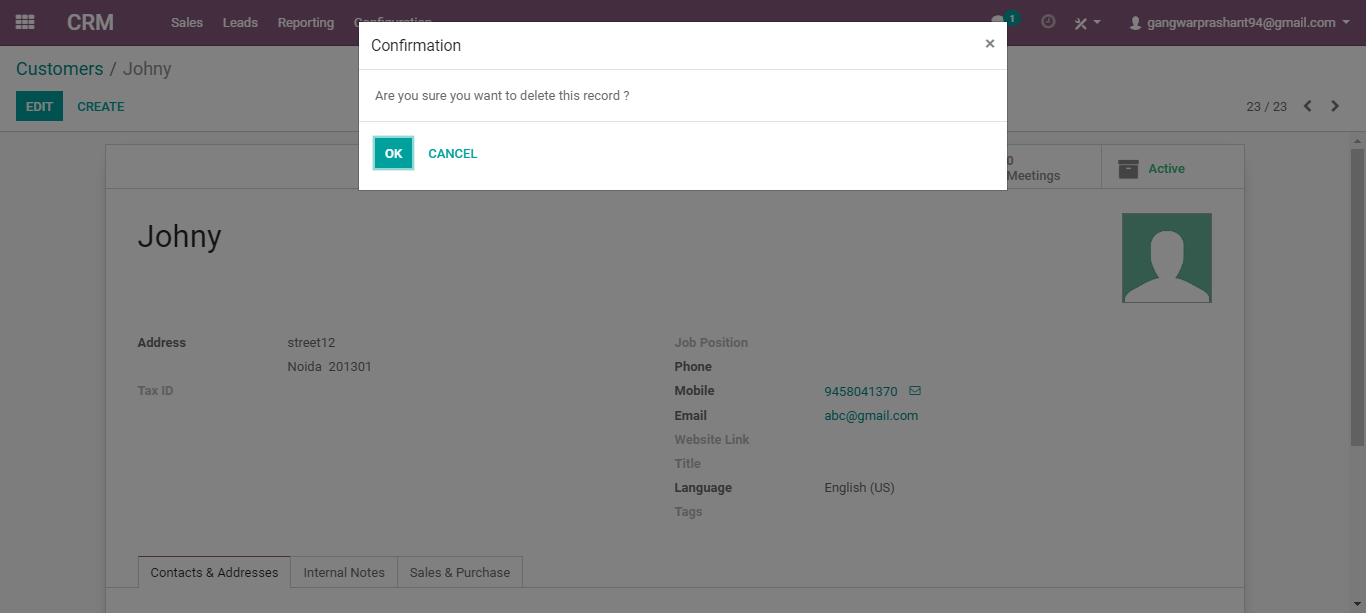 CRM Sales Leads Reporting Configuration 1 gangwarprashant94@gmail.com
Confirmation ×
Customers / Johny
Are you sure you want to delete this record ?
EDIT CREATE 23 / 23
OK CANCEL
0
Meetings
Active
Johny
Address street12
Noida 201301
Tax ID
Job Position
Phone
Mobile 9458041370
Email abc@gmail.com
Website Link
Title
Language English (US)
Tags
Contacts & Addresses Internal Notes Sales & Purchase